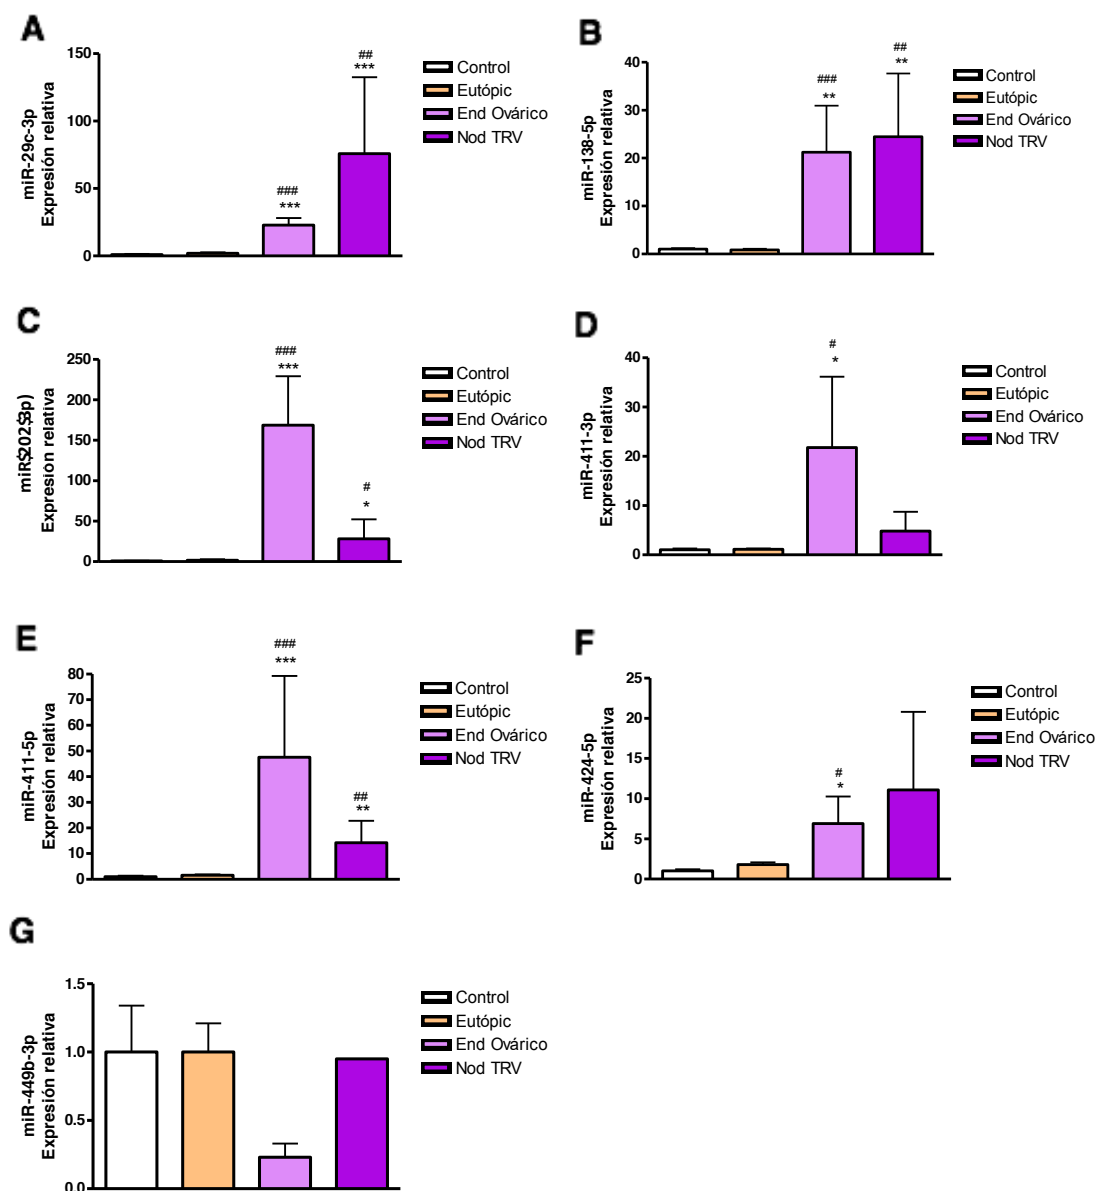 A
miR-29c-3p
Expresión relativa
150
100
50
0
###
***
##
***
Control
Eutópic
End Ovárico
Nod TRV
B
miR-138-5p
Expresión relativa
40
30
20
10
0
###
**
##
**
Control
Eutópic
End Ovárico
Nod TRV
C
Expresión relativa
250
200
150
100
50
0
###
***
#
*
Control
Eutópic
End Ovárico
Nod TRV
D
miR-411-3p
Expresión relativa
40
30
20
10
0
#
*
Control
Eutópic
End Ovárico
Nod TRV
E
miR-411-5p
Expresión relativa
80
70
60
50
40
30
20
10
0
###
***
##
**
Control
Eutópic
End Ovárico
Nod TRV
F
miR-424-5p
Expresión relativa
25
20
15
10
5
0
#
*
Control
Eutópic
End Ovárico
Nod TRV
G
miR-449b-3p
Expresión relativa
1.5
1.0
0.5
0.0
Control
Eutópic
End Ovárico
Nod TRV